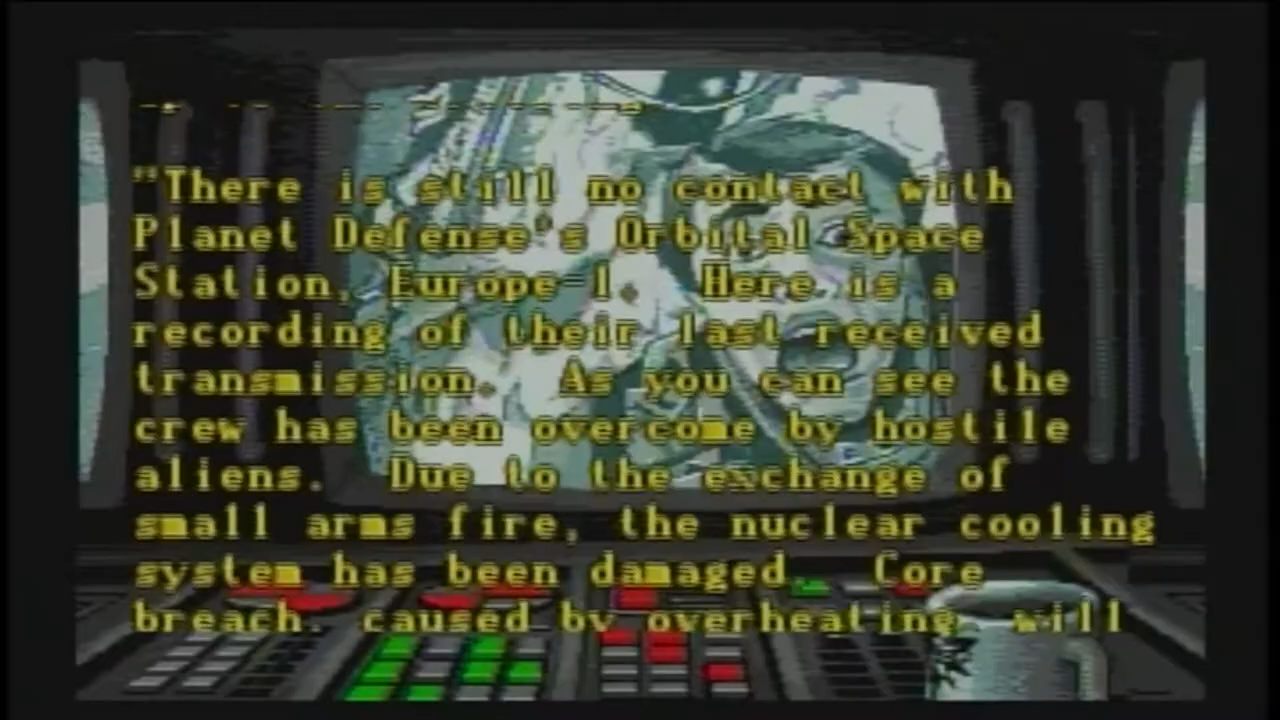 "There is still no contact with
Planet Defense's Orbital Space
Station, Europe-1. Here is a
recording of their last received
transmission. As you can see the
crew has been overcome by hostile
aliens. Due to the exchange of
small arms fire, the nuclear cooling
system has been damaged. Core
breach, caused by overheating, will